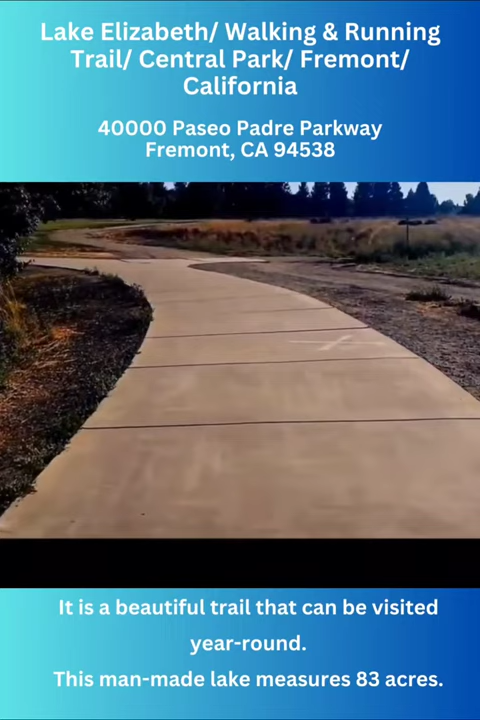 Lake Elizabeth/ Walking & Running
Trail/ Central Park/ Fremont/
California
40000 Paseo Padre Parkway
Fremont, CA 94538
It is a beautiful trail that can be visited
year-round.
This man-made lake measures 83 acres.